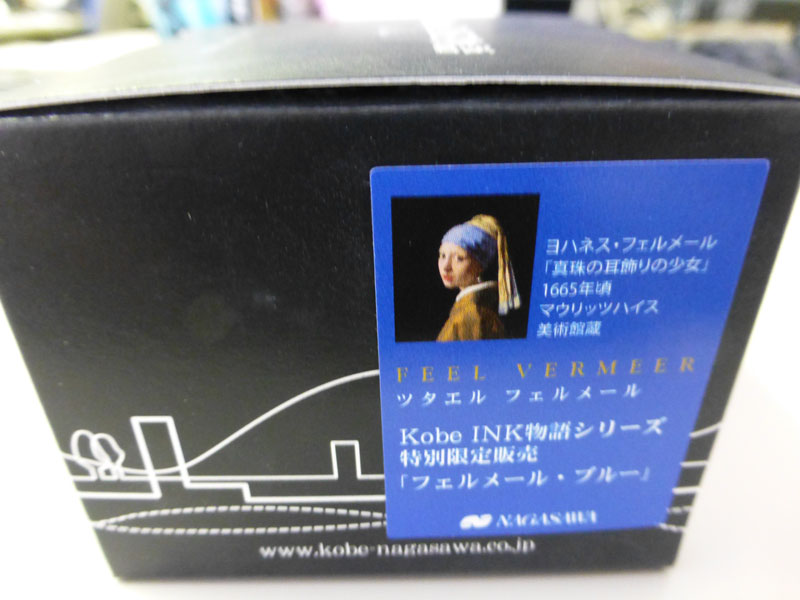 ヨハネス・フェルメール
「真珠の耳飾りの少女」
1665年頃
マウリッツハイス
美術館蔵
FEEL VERMEER
ツタエル フェルメール
Kobe INK物語シリーズ
特別限定販売
「フェルメール・ブルー」
NAGASAWA
www.kobe-nagasawa.co.jp